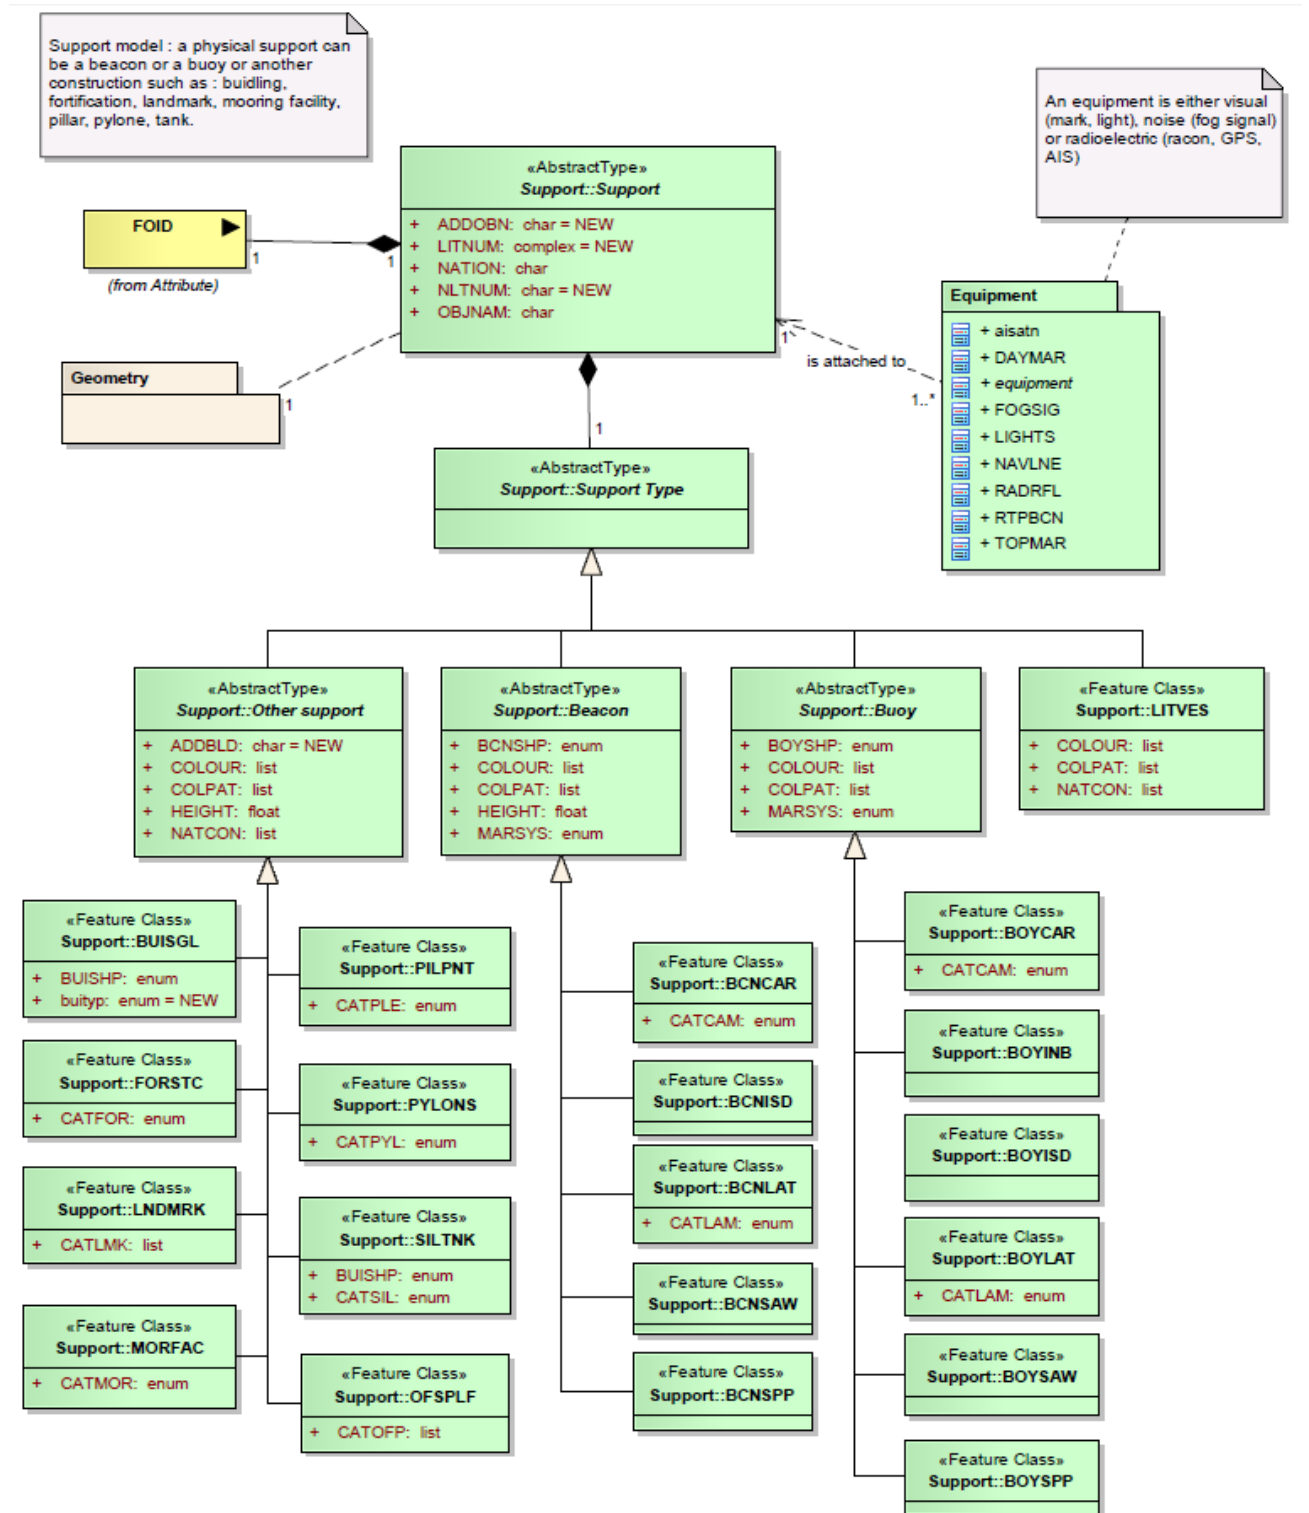 Support model : a physical support can
be a beacon or a buoy or another
construction such as : buidling,
fortification, landmark, mooring facility,
pillar, pylone, tank.
An equipment is either visual
(mark, light), noise (fog signal)
or radioelectric (racon, GPS,
AIS)
«AbstractType»
Support::Support
+ ADDOBN: char = NEW
+ LITNUM: complex = NEW
+ NATION: char
+ NLTNUM: char = NEW
+ OBJNAM: char
FOID
(from Attribute)
1
1
Geometry
1
1
is attached to
1..*
Equipment
+ aisatn
+ DAYMAR
+ equipment
+ FOGSIG
+ LIGHTS
+ NAVLNE
+ RADRFL
+ RTPBCN
+ TOPMAR
1
«AbstractType»
Support::Support Type
«AbstractType»
Support::Other support
+ ADDBLD: char = NEW
+ COLOUR: list
+ COLPAT: list
+ HEIGHT: float
+ NATCON: list
«AbstractType»
Support::Beacon
+ BCNSHP: enum
+ COLOUR: list
+ COLPAT: list
+ HEIGHT: float
+ MARSYS: enum
«AbstractType»
Support::Buoy
+ BOYSHP: enum
+ COLOUR: list
+ COLPAT: list
+ MARSYS: enum
«Feature Class»
Support::LITVES
+ COLOUR: list
+ COLPAT: list
+ NATCON: list
«Feature Class»
Support::BUISGL
+ BUISHP: enum
+ buityp: enum = NEW
«Feature Class»
Support::FORSTC
+ CATFOR: enum
«Feature Class»
Support::LNDMRK
+ CATLMK: list
«Feature Class»
Support::MORFAC
+ CATMOR: enum
«Feature Class»
Support::PILPNT
+ CATPLE: enum
«Feature Class»
Support::PYLONS
+ CATPYL: enum
«Feature Class»
Support::SILTNK
+ BUISHP: enum
+ CATSIL: enum
«Feature Class»
Support::OFSPLF
+ CATOFP: list
«Feature Class»
Support::BCNCAR
+ CATCAM: enum
«Feature Class»
Support::BCNISD
«Feature Class»
Support::BCNLAT
+ CATLAM: enum
«Feature Class»
Support::BCNSAW
«Feature Class»
Support::BCNSPP
«Feature Class»
Support::BOYCAR
+ CATCAM: enum
«Feature Class»
Support::BOYINB
«Feature Class»
Support::BOYISD
«Feature Class»
Support::BOYLAT
+ CATLAM: enum
«Feature Class»
Support::BOYSAW
«Feature Class»
Support::BOYSPP